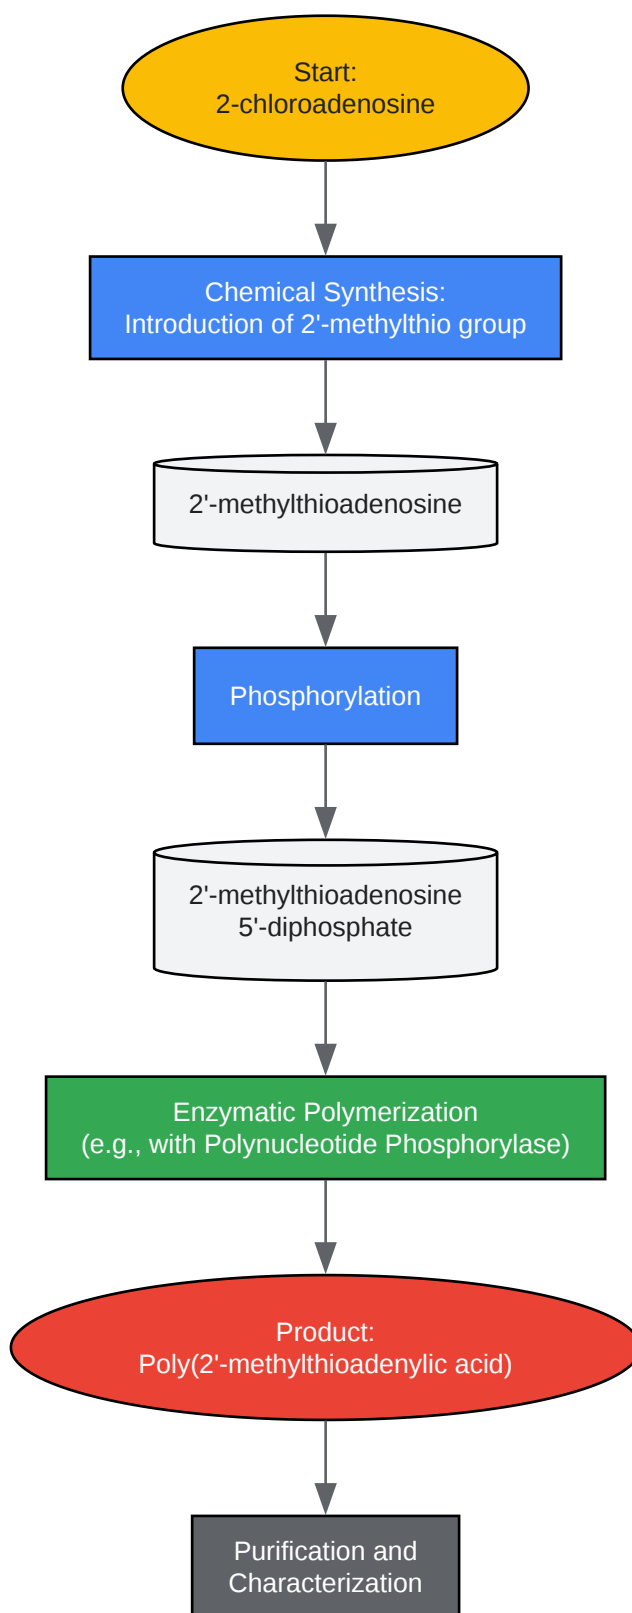 Start:
2-chloroadenosine
Chemical Synthesis:
Introduction of 2'-methylthio group
2'-methylthioadenosine
Phosphorylation
2'-methylthioadenosine
5'-diphosphate
Enzymatic Polymerization
(e.g., with Polynucleotide Phosphorylase)
Product:
Poly(2'-methylthioadenylic acid)
Purification and
Characterization